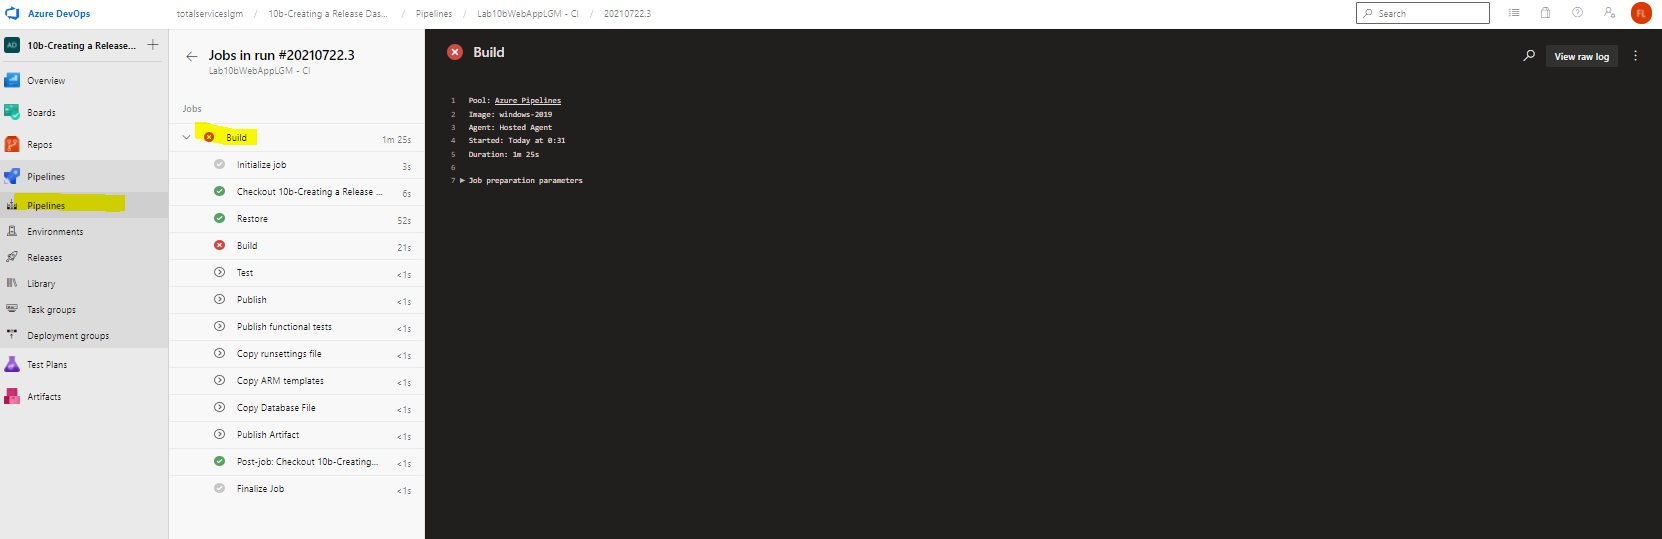 Azure DevOps
totalserviceslgm / 10b-Creating a Release Das... / Pipelines / Lab10bWebAppLGM - CI / 20210722.3
Search
FL
AD 10b-Creating a Release...
Overview
Boards
Repos
Pipelines
Pipelines
Environments
Releases
Library
Task groups
Deployment groups
Test Plans
Artifacts
Jobs in run #20210722.3
Lab10bWebAppLGM - CI
Jobs
Build 1m 25s
Initialize job 3s
Checkout 10b-Creating a Release ... 6s
Restore 52s
Build 21s
Test <1s
Publish <1s
Publish functional tests <1s
Copy runsettings file <1s
Copy ARM templates <1s
Copy Database File <1s
Publish Artifact <1s
Post-job: Checkout 10b-Creating... <1s
Finalize Job <1s
Build
View raw log
1 Pool: Azure Pipelines
2 Image: windows-2019
3 Agent: Hosted Agent
4 Started: Today at 0:31
5 Duration: 1m 25s
6
7 Job preparation parameters